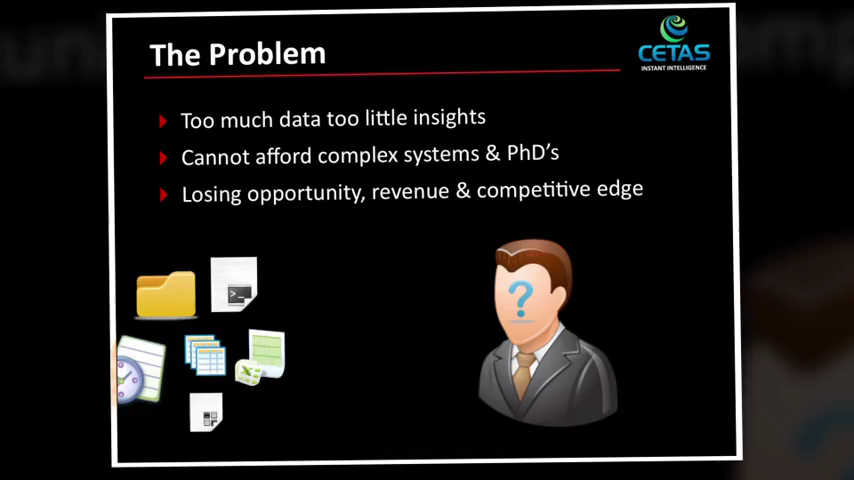 The Problem
CETAS
INSTANT INTELLIGENCE
Too much data too little insights
Cannot afford complex systems & PhD's
Losing opportunity, revenue & competitive edge
>_
?